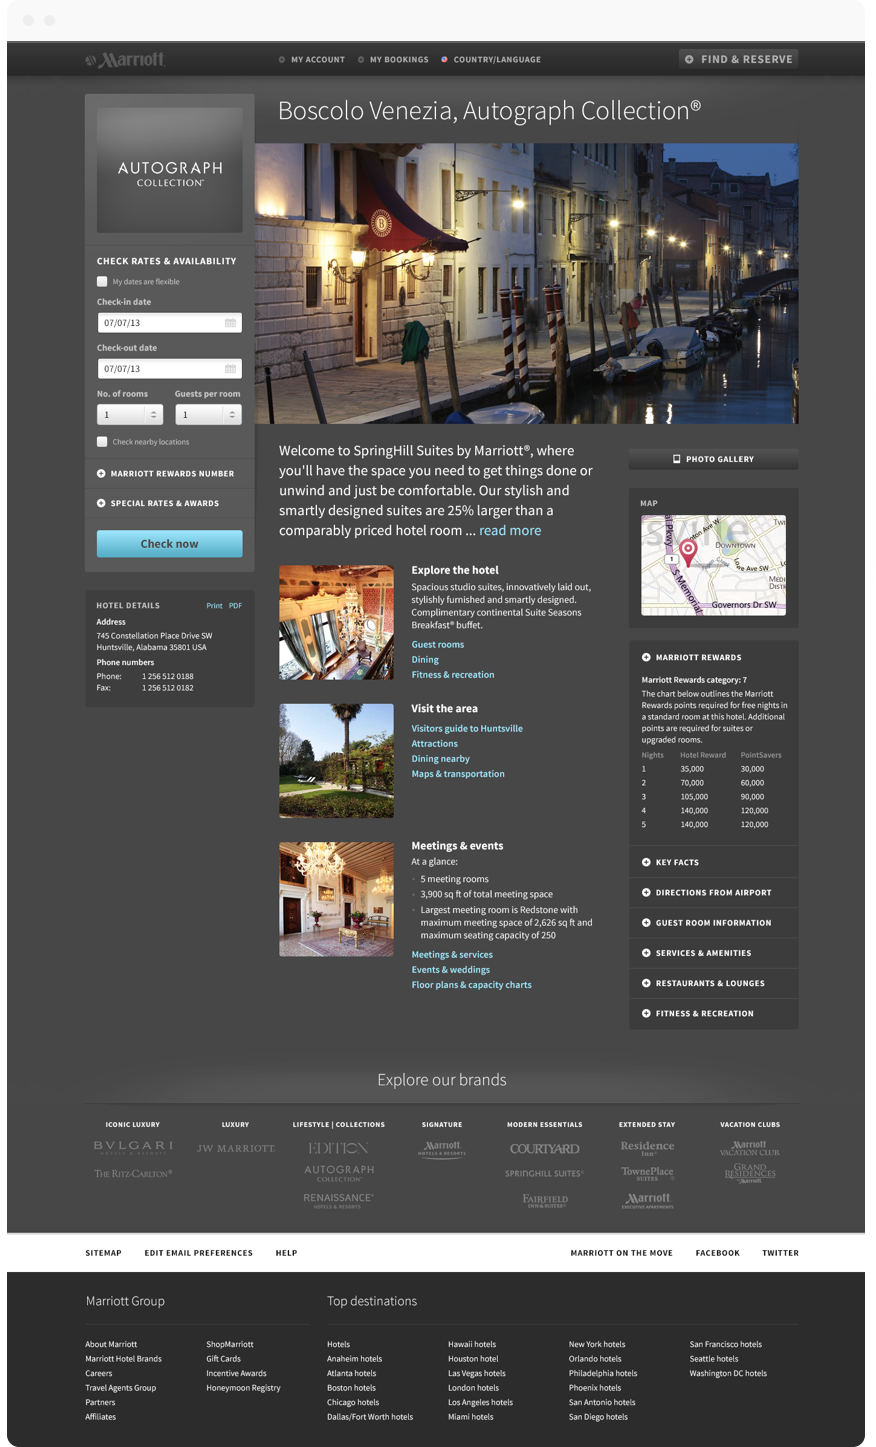 Marriott
MY ACCOUNT
MY BOOKINGS
COUNTRY/LANGUAGE
FIND & RESERVE
AUTOGRAPH
COLLECTION®
CHECK RATES & AVAILABILITY
My dates are flexible
Check-in date
07/07/13
Check-out date
07/07/13
No. of rooms Guests per room
1 1
Check nearby locations
MARRIOTT REWARDS NUMBER
SPECIAL RATES & AWARDS
Check now
HOTEL DETAILS Print PDF
Address
745 Constellation Place Drive SW
Huntsville, Alabama 35801 USA
Phone numbers
Phone: 1 256 512 0188
Fax: 1 256 512 0182
Boscolo Venezia, Autograph Collection®
B
Welcome to SpringHill Suites by Marriott®, where
you'll have the space you need to get things done or
unwind and just be comfortable. Our stylish and
smartly designed suites are 25% larger than a
comparably priced hotel room ... read more
Explore the hotel
Spacious studio suites, innovatively laid out,
stylishly furnished and smartly designed.
Complimentary continental Suite Seasons
Breakfast® buffet.
Guest rooms
Dining
Fitness & recreation
Visit the area
Visitors guide to Huntsville
Attractions
Dining nearby
Maps & transportation
Meetings & events
At a glance:
5 meeting rooms
3,900 sq ft of total meeting space
Largest meeting room is Redstone with
maximum meeting space of 2,626 sq ft and
maximum seating capacity of 250
Meetings & services
Events & weddings
Floor plans & capacity charts
PHOTO GALLERY
MAP
al Pkwy
Ave W
DOWNTOWN
1
Lowe Ave SW
S Memorial
Governors Dr SW
MARRIOTT REWARDS
Marriott Rewards category: 7
The chart below outlines the Marriott
Rewards points required for free nights in
a standard room at this hotel. Additional
points are required for suites or
upgraded rooms.
Nights Hotel Reward PointSavers
1 35,000 30,000
2 70,000 60,000
3 105,000 90,000
4 140,000 120,000
5 140,000 120,000
KEY FACTS
DIRECTIONS FROM AIRPORT
GUEST ROOM INFORMATION
SERVICES & AMENITIES
RESTAURANTS & LOUNGES
FITNESS & RECREATION
Explore our brands
ICONIC LUXURY
BVLGARI
HOTELS & RESORTS
THE RITZ-CARLTON®
LUXURY
JW MARRIOTT
LIFESTYLE | COLLECTIONS
EDITION
AUTOGRAPH
COLLECTION
RENAISSANCE®
HOTELS & RESORTS
SIGNATURE
Marriott
HOTELS & RESORTS
MODERN ESSENTIALS
COURTYARD
SPRINGHILL SUITES®
FAIRFIELD
INN & SUITES®
EXTENDED STAY
Residence
Inn®
TownePlace
SUITES
Marriott
EXECUTIVE APARTMENTS
VACATION CLUBS
Marriott
VACATION CLUB
GRAND
RESIDENCES
by Marriott
SITEMAP EDIT EMAIL PREFERENCES HELP
MARRIOTT ON THE MOVE FACEBOOK TWITTER
Marriott Group
About Marriott
Marriott Hotel Brands
Careers
Travel Agents Group
Partners
Affiliates
ShopMarriott
Gift Cards
Incentive Awards
Honeymoon Registry
Top destinations
Hotels
Anaheim hotels
Atlanta hotels
Boston hotels
Chicago hotels
Dallas/Fort Worth hotels
Hawaii hotels
Houston hotel
Las Vegas hotels
London hotels
Los Angeles hotels
Miami hotels
New York hotels
Orlando hotels
Philadelphia hotels
Phoenix hotels
San Antonio hotels
San Diego hotels
San Francisco hotels
Seattle hotels
Washington DC hotels